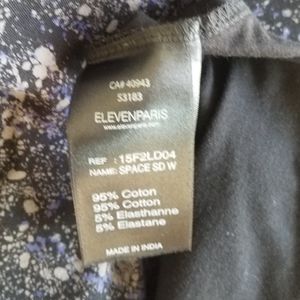 CA# 40943
53183
ELEVENPARIS
www.elevenparis.com
REF : 15F2LD04
NAME: SPACE SD W
95% Coton
95% Cotton
5% Elasthanne
5% Elastane
MADE IN INDIA